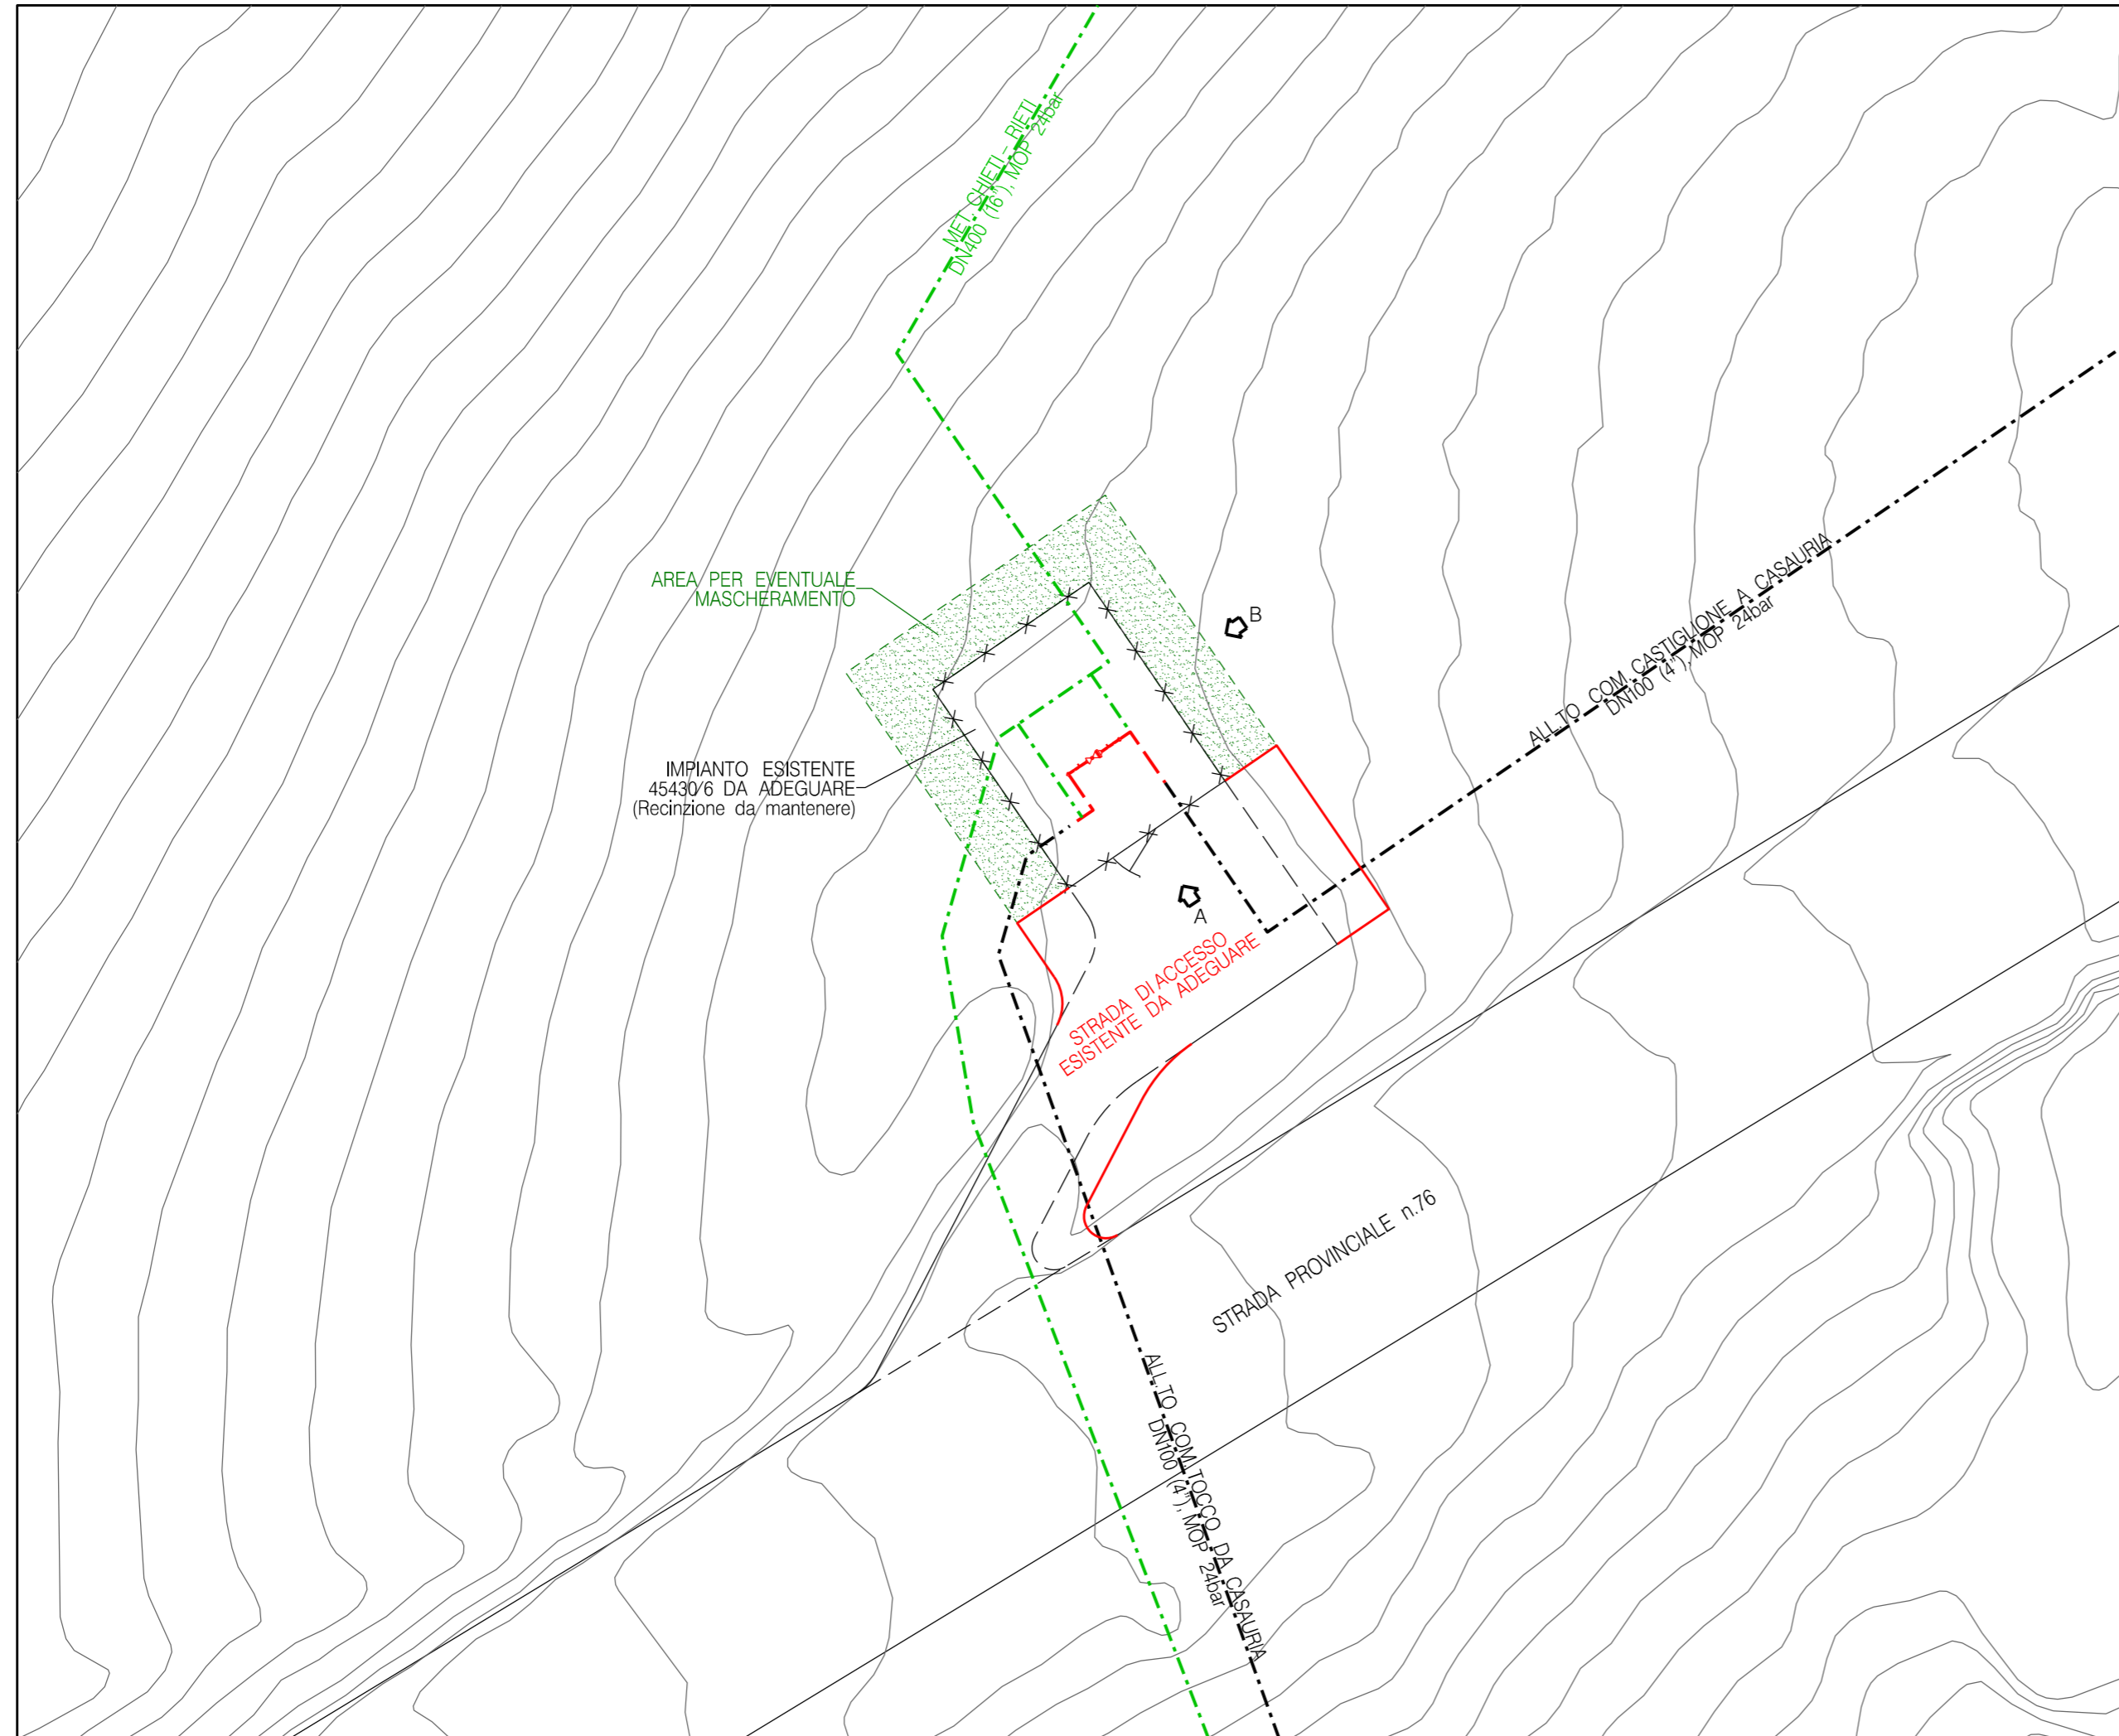 MET. CHIETI - RIETI
DN400 (16"), MOP 24bar
AREA PER EVENTUALE
MASCHERAMENTO
B
ALL.TO COM. CASTIGLIONE A CASAURIA
DN100 (4"), MOP 24bar
IMPIANTO ESISTENTE
45430/6 DA ADEGUARE
(Recinzione da mantenere)
A
STRADA DI ACCESSO
ESISTENTE DA ADEGUARE
STRADA PROVINCIALE n.76
ALL.TO COM. TOCCO DA CASAURIA
DN100 (4"), MOP 24bar